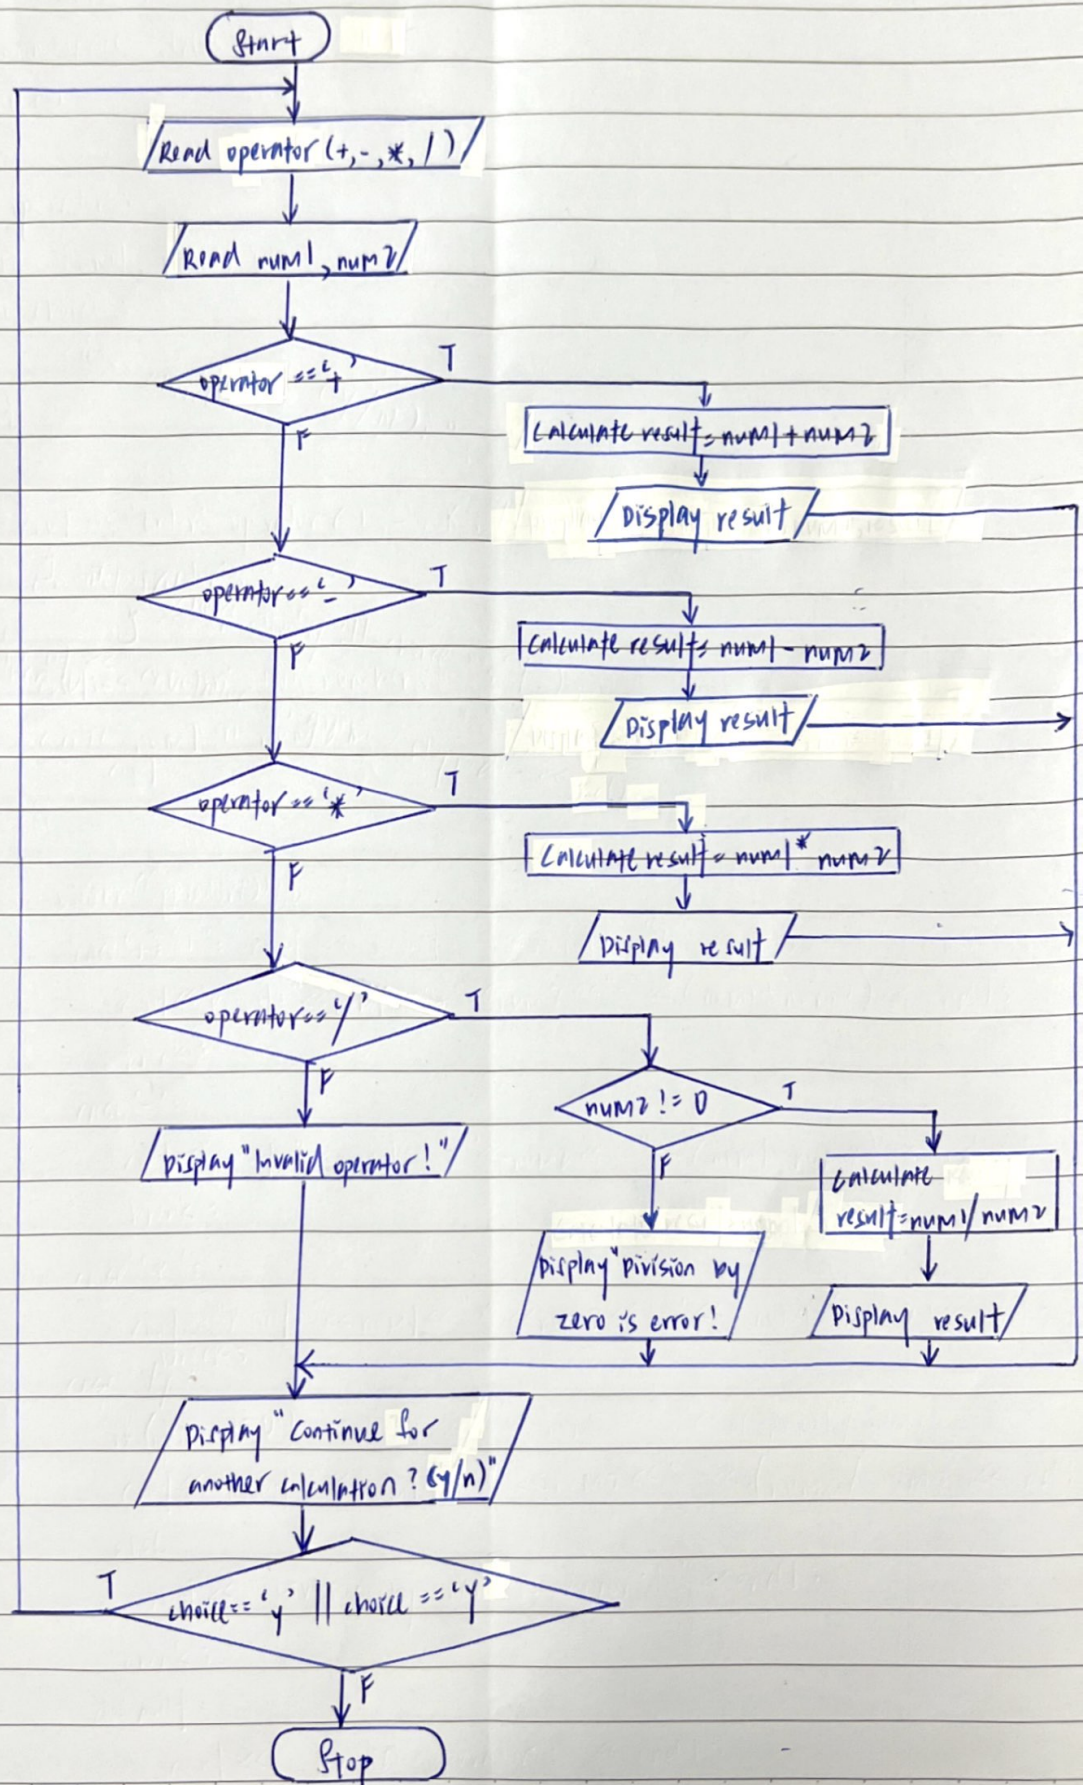 Start
Read operator (+,-,*,/)
Read num1, num2
operator == '+'
T
F
Calculate result = num1 + num2
Display result
operator == '-'
T
F
Calculate result = num1 - num2
Display result
operator == '*'
T
F
Calculate result = num1 * num2
Display result
operator == '/'
T
F
num2 != 0
T
F
Display "Invalid operator!"
Calculate
result = num1 / num2
Display "Division by
zero is error!
Display result
Display "Continue for
another calculation? (y/n)"
T
choice == 'y' || choice == 'Y'
F
Stop